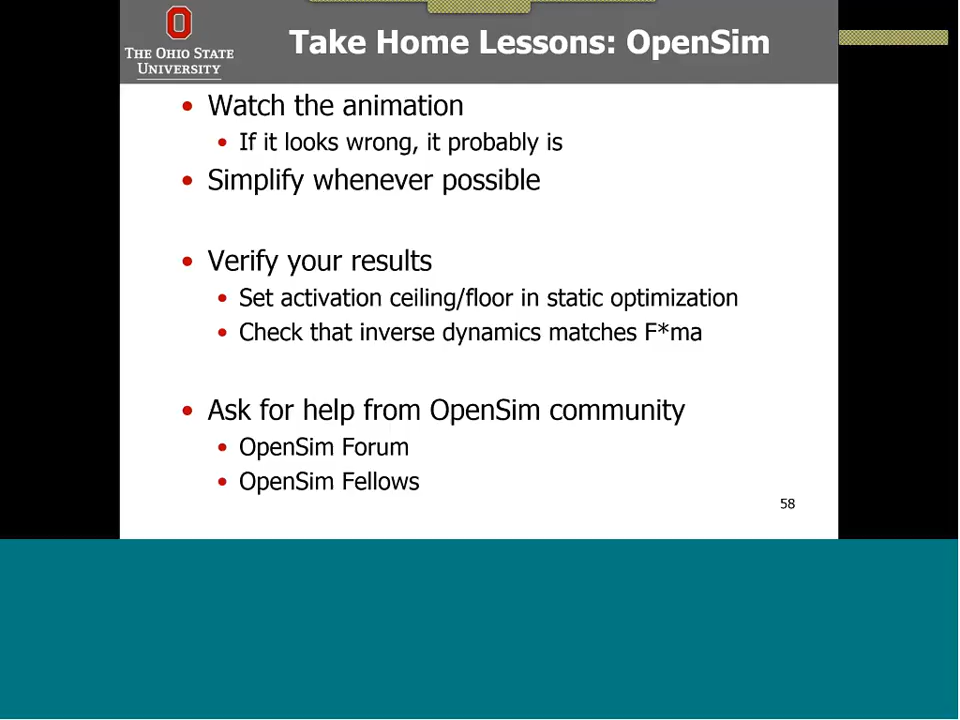 THE OHIO STATE
UNIVERSITY
Take Home Lessons: OpenSim
• Watch the animation
• If it looks wrong, it probably is
• Simplify whenever possible
• Verify your results
• Set activation ceiling/floor in static optimization
• Check that inverse dynamics matches F*ma
• Ask for help from OpenSim community
• OpenSim Forum
• OpenSim Fellows
58